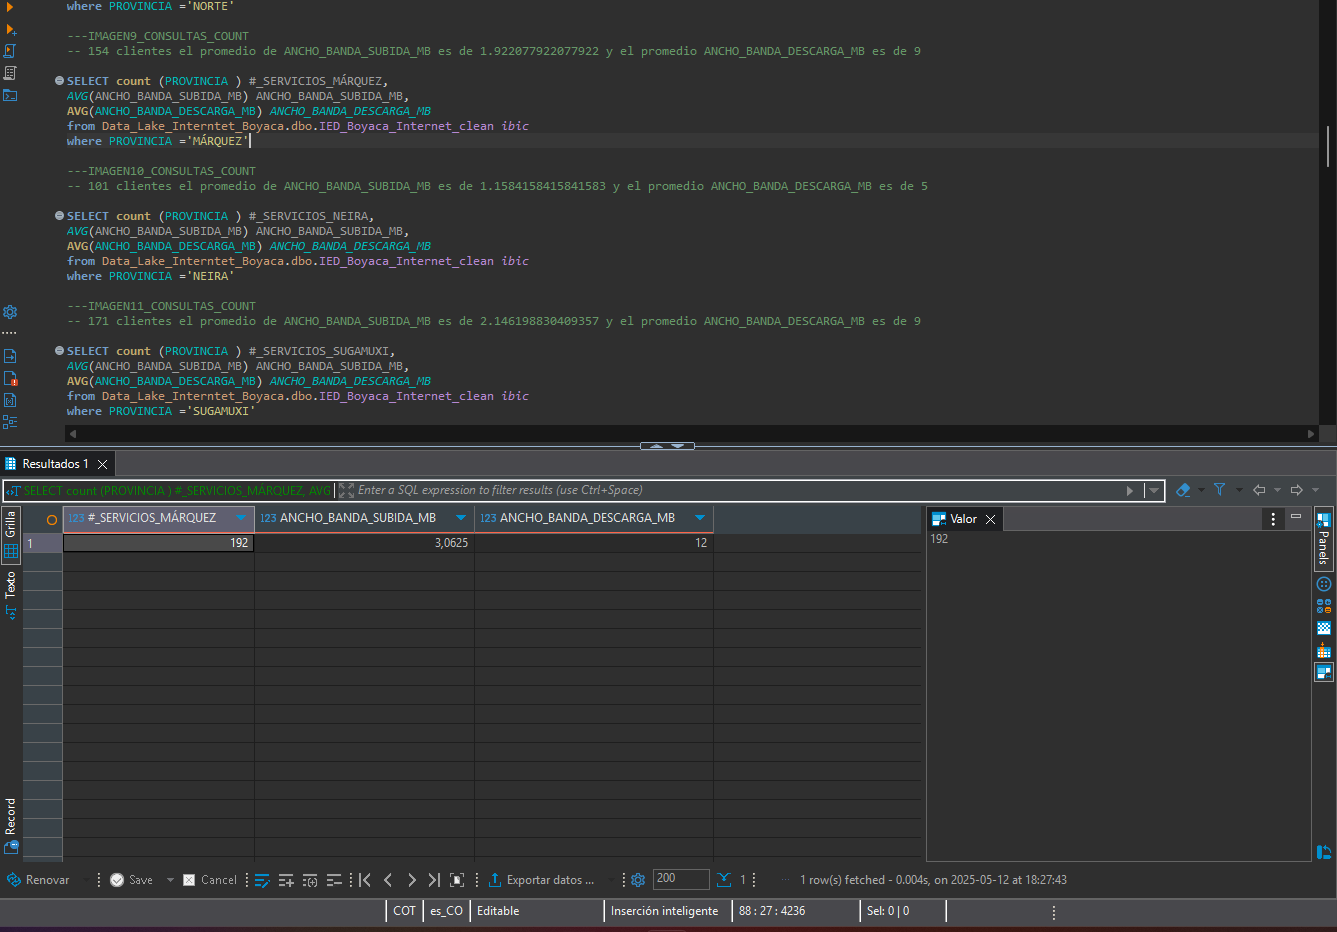 where PROVINCIA ='NORTE'
---IMAGEN9_CONSULTAS_COUNT
-- 154 clientes el promedio de ANCHO_BANDA_SUBIDA_MB es de 1.922077922077922 y el promedio ANCHO_BANDA_DESCARGA_MB es de 9
SELECT count (PROVINCIA ) #_SERVICIOS_MÁRQUEZ,
AVG(ANCHO_BANDA_SUBIDA_MB) ANCHO_BANDA_SUBIDA_MB,
AVG(ANCHO_BANDA_DESCARGA_MB) ANCHO_BANDA_DESCARGA_MB
from Data_Lake_Interntet_Boyaca.dbo.IED_Boyaca_Internet_clean ibic
where PROVINCIA ='MÁRQUEZ'
---IMAGEN10_CONSULTAS_COUNT
-- 101 clientes el promedio de ANCHO_BANDA_SUBIDA_MB es de 1.1584158415841583 y el promedio ANCHO_BANDA_DESCARGA_MB es de 5
SELECT count (PROVINCIA ) #_SERVICIOS_NEIRA,
AVG(ANCHO_BANDA_SUBIDA_MB) ANCHO_BANDA_SUBIDA_MB,
AVG(ANCHO_BANDA_DESCARGA_MB) ANCHO_BANDA_DESCARGA_MB
from Data_Lake_Interntet_Boyaca.dbo.IED_Boyaca_Internet_clean ibic
where PROVINCIA ='NEIRA'
---IMAGEN11_CONSULTAS_COUNT
-- 171 clientes el promedio de ANCHO_BANDA_SUBIDA_MB es de 2.146198830409357 y el promedio ANCHO_BANDA_DESCARGA_MB es de 9
SELECT count (PROVINCIA ) #_SERVICIOS_SUGAMUXI,
AVG(ANCHO_BANDA_SUBIDA_MB) ANCHO_BANDA_SUBIDA_MB,
AVG(ANCHO_BANDA_DESCARGA_MB) ANCHO_BANDA_DESCARGA_MB
from Data_Lake_Interntet_Boyaca.dbo.IED_Boyaca_Internet_clean ibic
where PROVINCIA ='SUGAMUXI'
Resultados 1
SELECT count (PROVINCIA ) #_SERVICIOS_MÁRQUEZ, AVG Enter a SQL expression to filter results (use Ctrl+Space)
Grilla
Texto
Record
123 #_SERVICIOS_MÁRQUEZ 123 ANCHO_BANDA_SUBIDA_MB 123 ANCHO_BANDA_DESCARGA_MB
1 192 3,0625 12
Valor
192
Panels
Renovar Save Cancel Exportar datos ... 200 1 1 row(s) fetched - 0.004s, on 2025-05-12 at 18:27:43
COT es_CO Editable Inserción inteligente 88 : 27 : 4236 Sel: 0 | 0